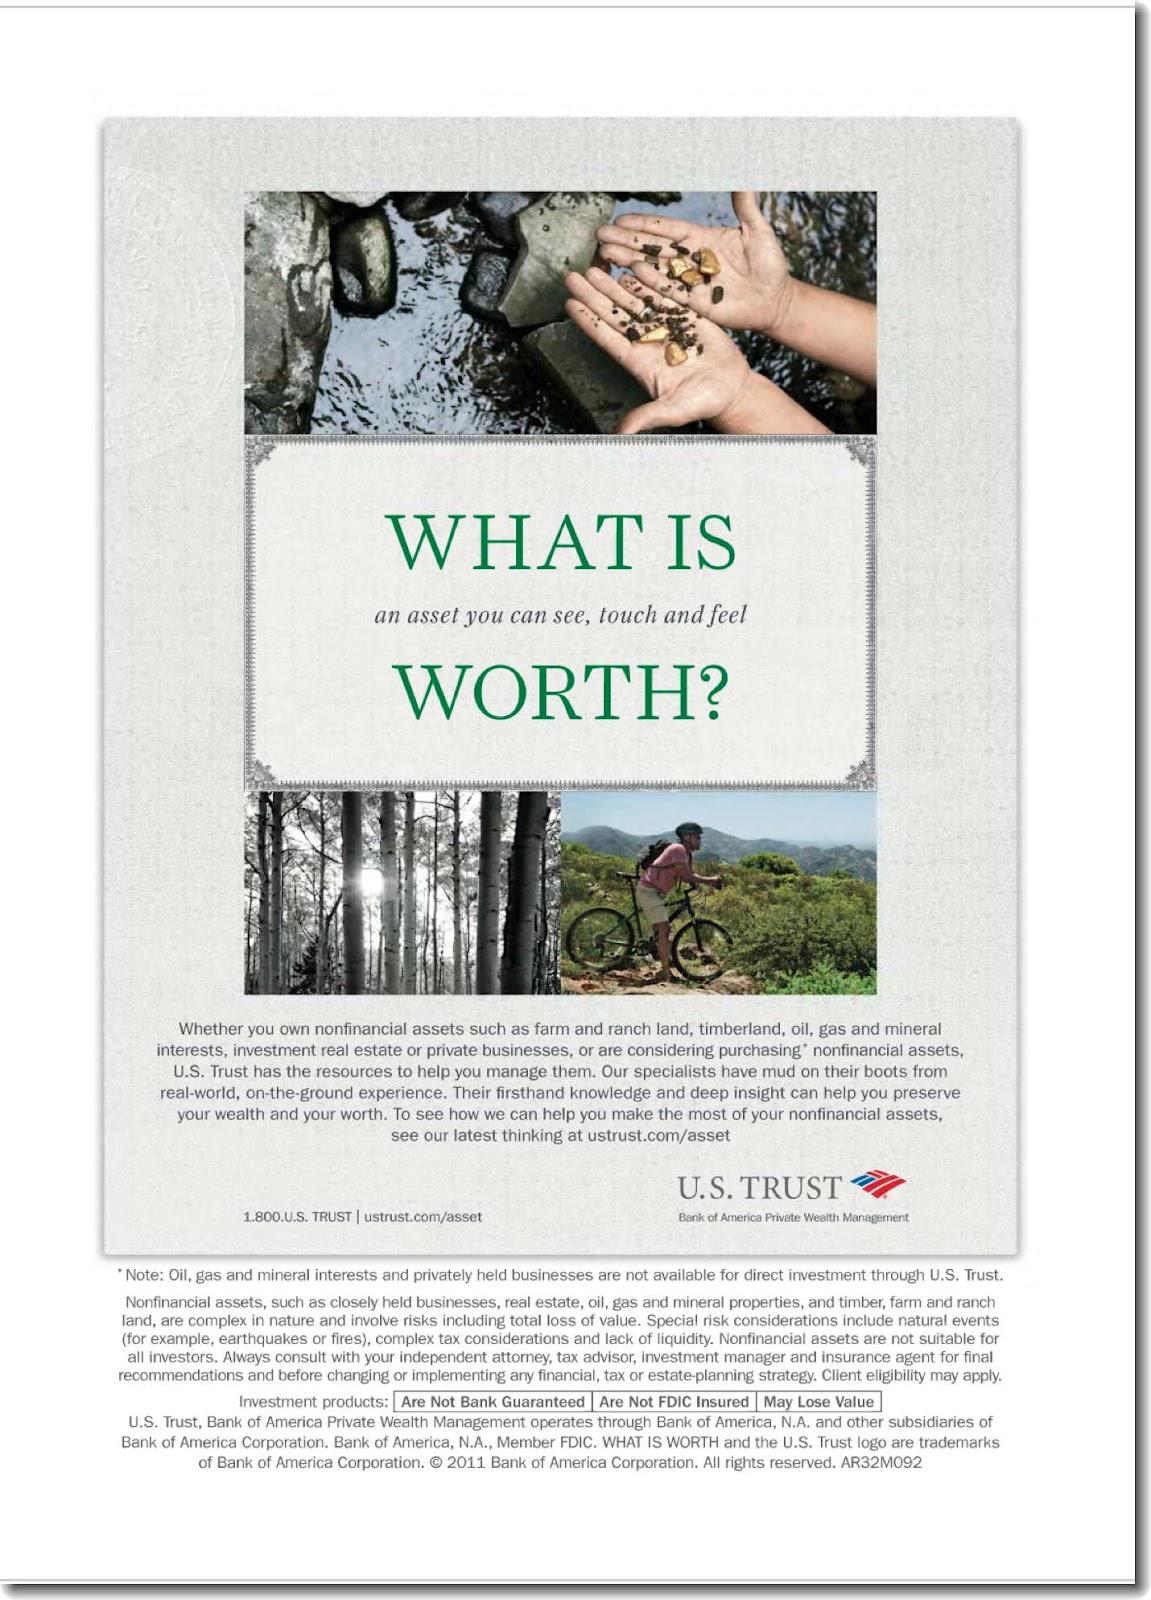 WHAT IS
an asset you can see, touch and feel
WORTH?
Whether you own nonfinancial assets such as farm and ranch land, timberland, oil, gas and mineral
interests, investment real estate or private businesses, or are considering purchasing* nonfinancial assets,
U.S. Trust has the resources to help you manage them. Our specialists have mud on their boots from
real-world, on-the-ground experience. Their firsthand knowledge and deep insight can help you preserve
your wealth and your worth. To see how we can help you make the most of your nonfinancial assets,
see our latest thinking at ustrust.com/asset
U.S. TRUST
Bank of America Private Wealth Management
1.800.U.S. TRUST | ustrust.com/asset
*Note: Oil, gas and mineral interests and privately held businesses are not available for direct investment through U.S. Trust.
Nonfinancial assets, such as closely held businesses, real estate, oil, gas and mineral properties, and timber, farm and ranch
land, are complex in nature and involve risks including total loss of value. Special risk considerations include natural events
(for example, earthquakes or fires), complex tax considerations and lack of liquidity. Nonfinancial assets are not suitable for
all investors. Always consult with your independent attorney, tax advisor, investment manager and insurance agent for final
recommendations and before changing or implementing any financial, tax or estate-planning strategy. Client eligibility may apply.
Investment products: Are Not Bank Guaranteed | Are Not FDIC Insured | May Lose Value
U.S. Trust, Bank of America Private Wealth Management operates through Bank of America, N.A. and other subsidiaries of
Bank of America Corporation. Bank of America, N.A., Member FDIC. WHAT IS WORTH and the U.S. Trust logo are trademarks
of Bank of America Corporation. © 2011 Bank of America Corporation. All rights reserved. AR32M092